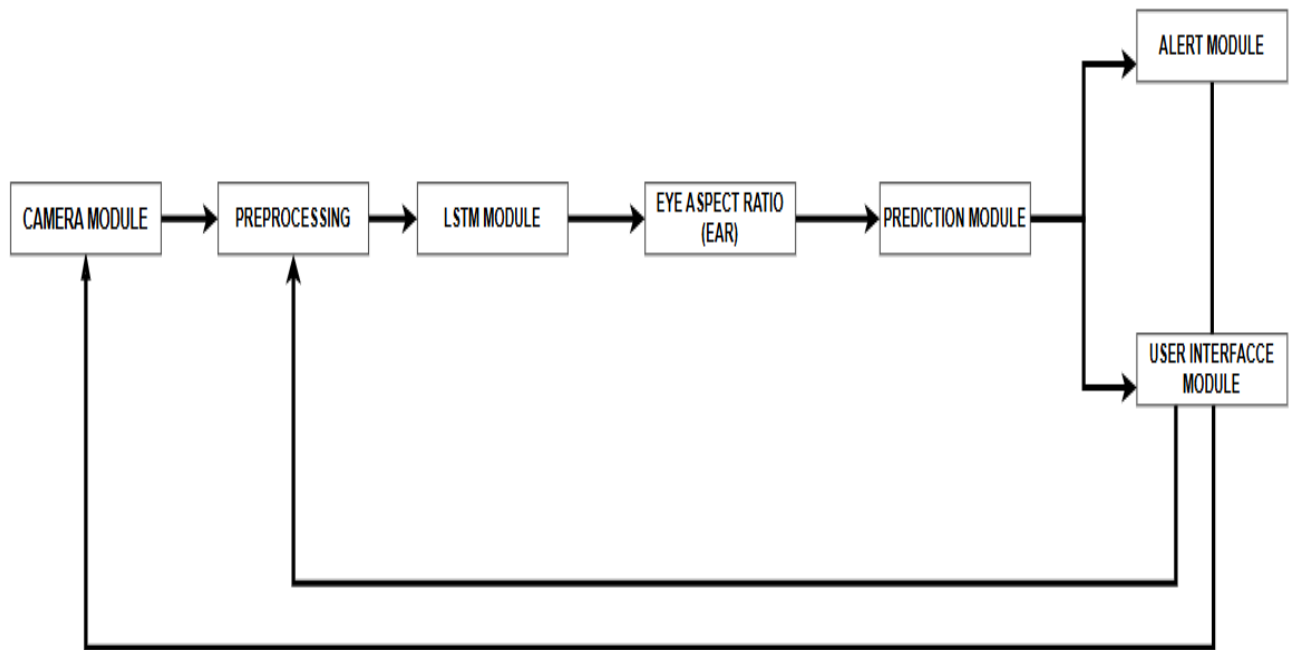 ALERT MODULE
CAMERA MODULE
PREPROCESSING
LSTM MODULE
EYE ASPECT RATIO
(EAR)
PREDICTION MODULE
USER INTERFACCE
MODULE